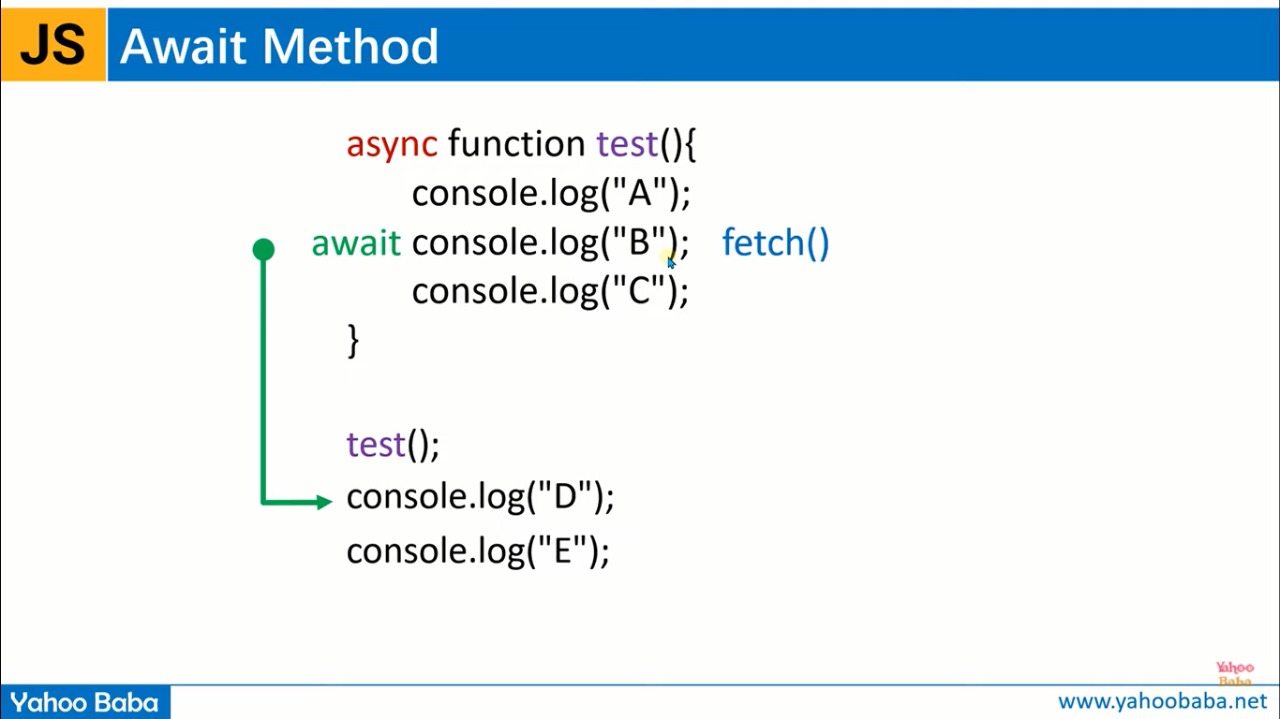 JS Await Method
async function test(){
console.log("A");
await console.log("B"); fetch()
console.log("C");
}
test();
console.log("D");
console.log("E");
Yahoo
Baba
Yahoo Baba www.yahoobaba.net